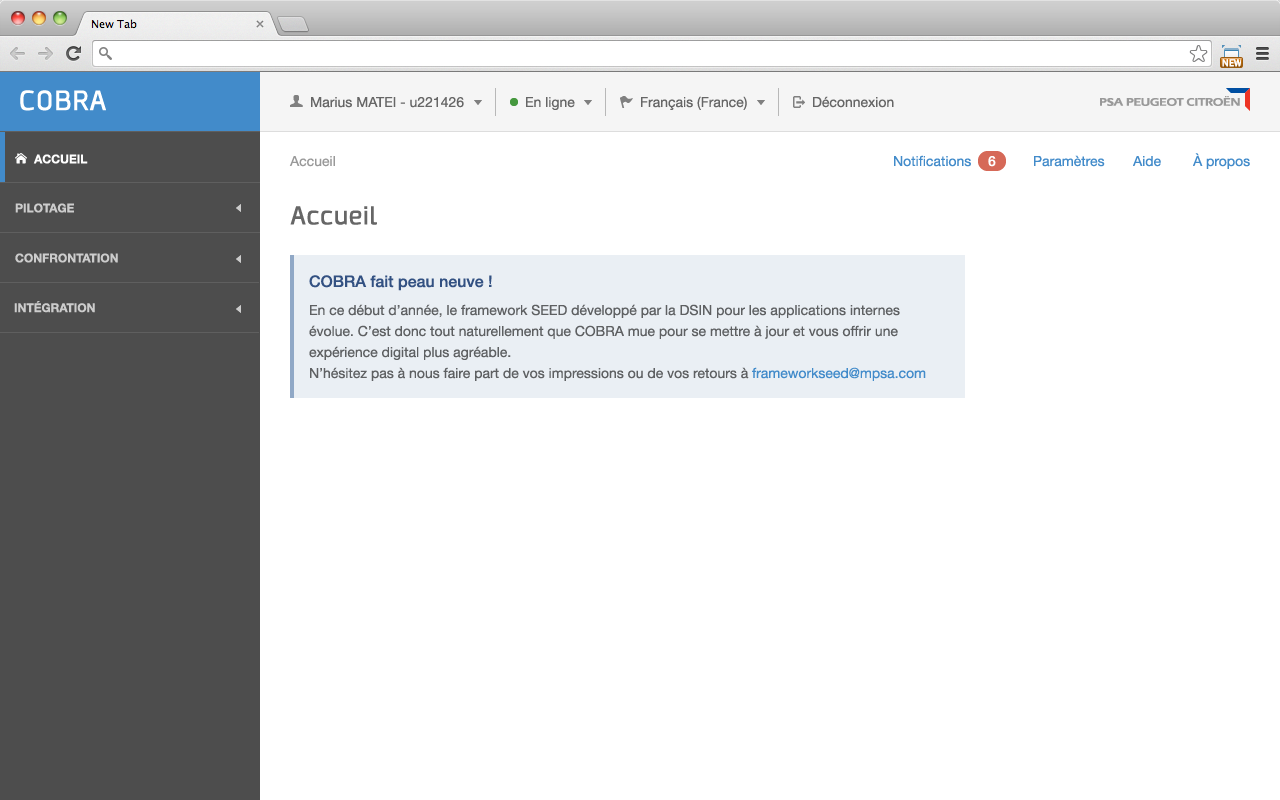 New Tab
NEW
COBRA
Marius MATEI - u221426
En ligne
Français (France)
Déconnexion
PSA PEUGEOT CITROËN
ACCUEIL
PILOTAGE
CONFRONTATION
INTÉGRATION
Accueil
Notifications 6
Paramètres
Aide
À propos
Accueil
COBRA fait peau neuve !
En ce début d’année, le framework SEED développé par la DSIN pour les applications internes
évolue. C’est donc tout naturellement que COBRA mue pour se mettre à jour et vous offrir une
expérience digital plus agréable.
N’hésitez pas à nous faire part de vos impressions ou de vos retours à frameworkseed@mpsa.com